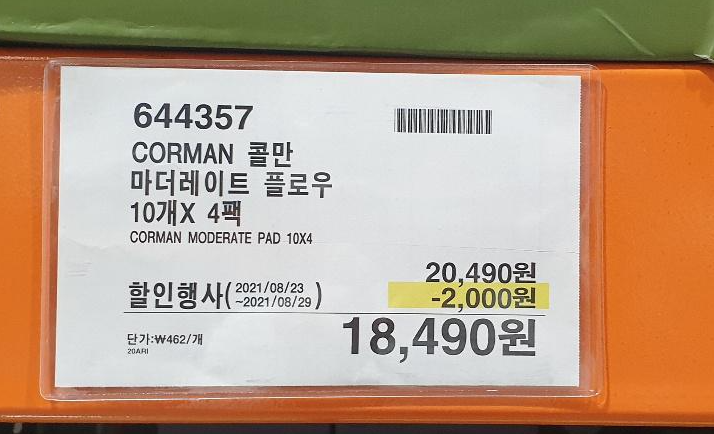 644357
CORMAN 콜만
마더레이트 플로우
10개X 4팩
CORMAN MODERATE PAD 10X4
20,490원
할인행사( 2021/08/23 ~2021/08/29 )
-2,000원
18,490원
단가:₩462/개
20ARI